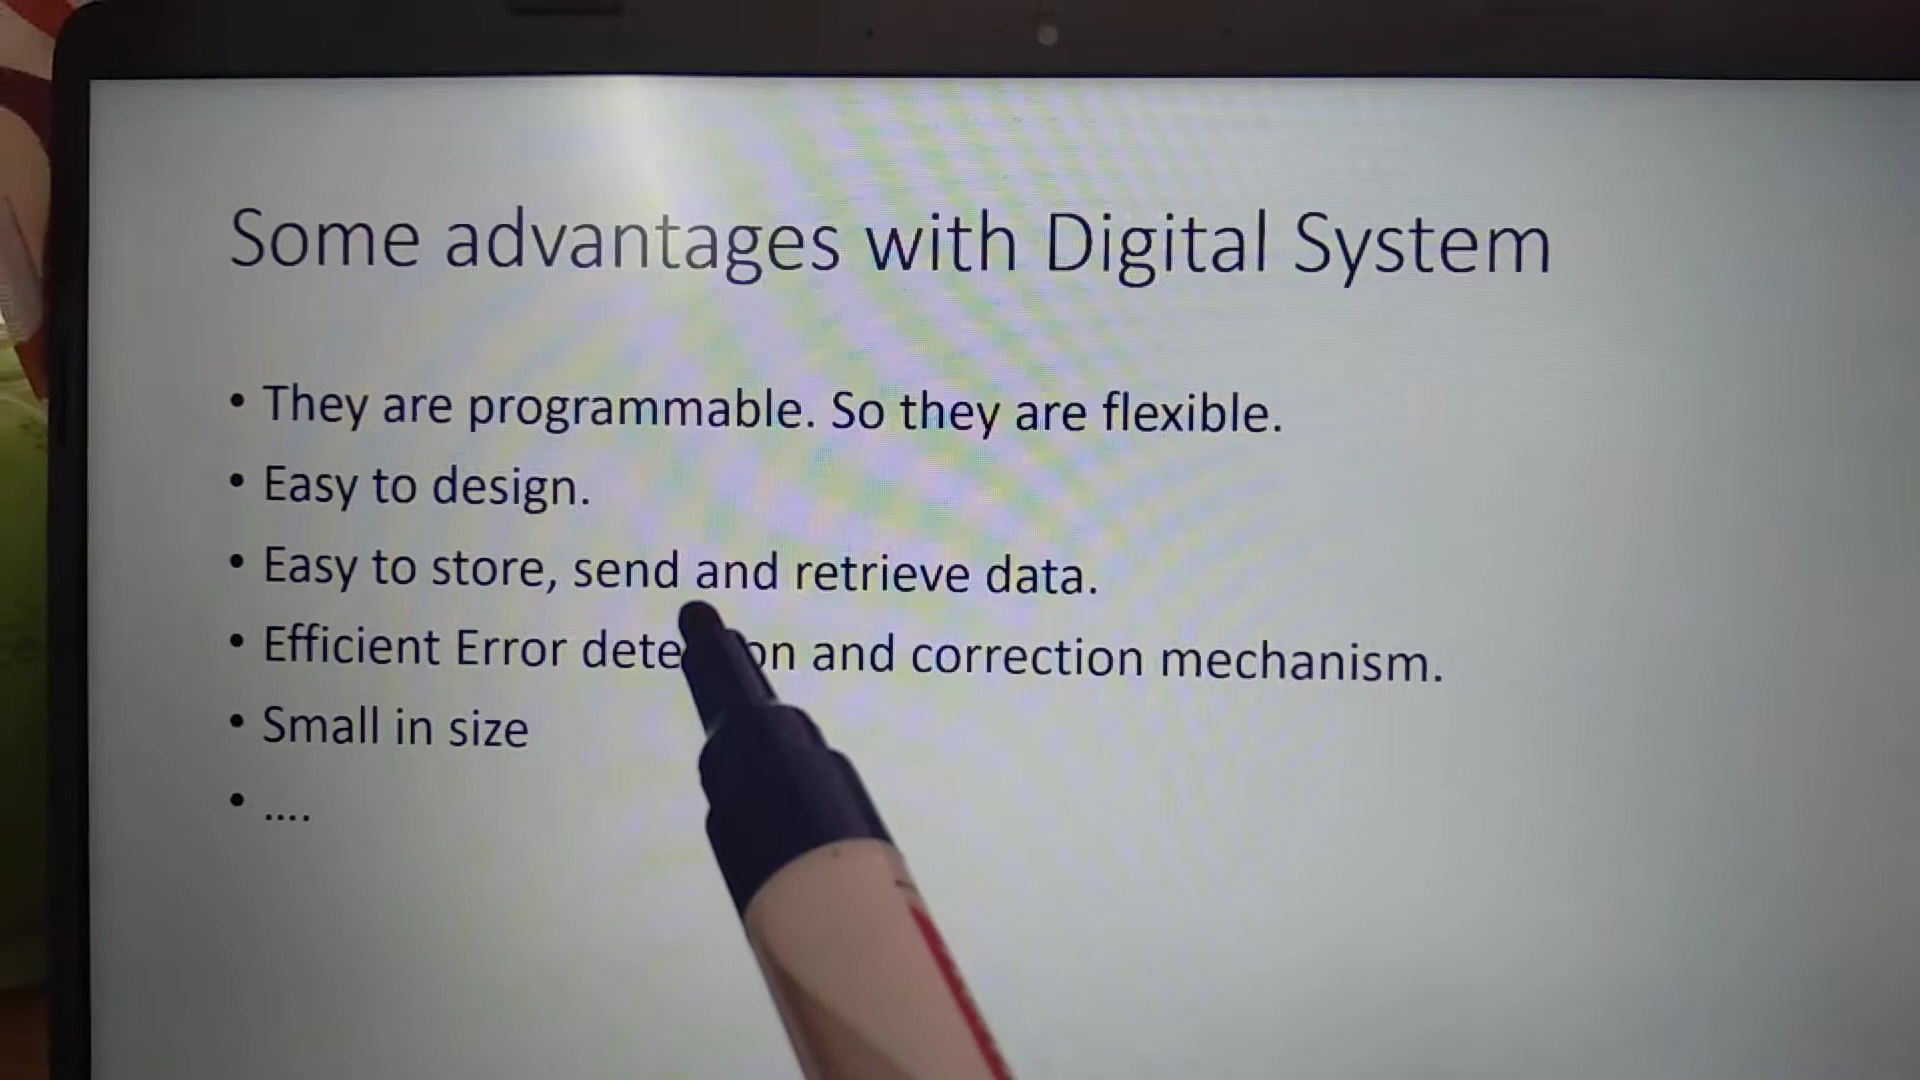 Some advantages with Digital System
• They are programmable. So they are flexible.
• Easy to design.
• Easy to store, send and retrieve data.
• Efficient Error and correction mechanism.
• Small in size
• ....